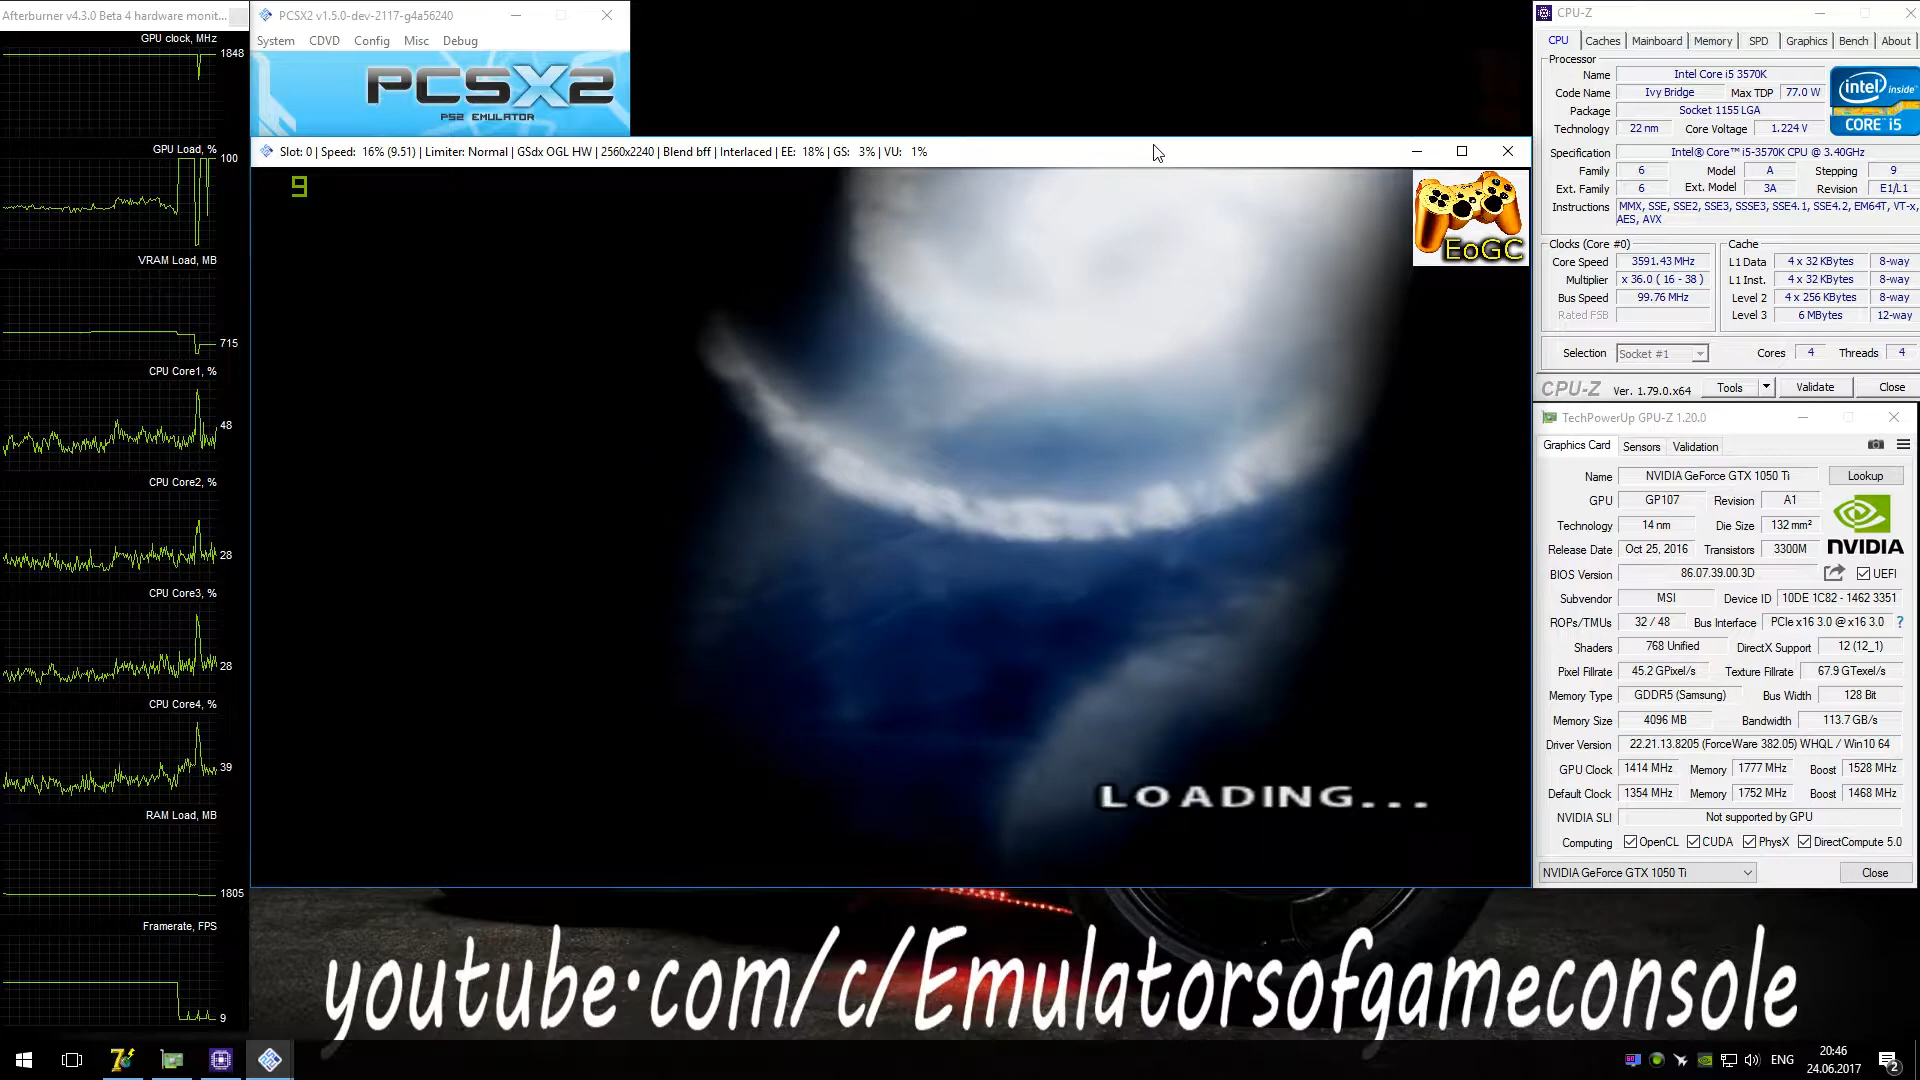 Afterburner v4.3.0 Beta 4 hardware monit...
GPU clock, MHz
1848
GPU Load, %
100
VRAM Load, MB
715
CPU Core1, %
48
CPU Core2, %
28
CPU Core3, %
28
CPU Core4, %
39
RAM Load, MB
1805
Framerate, FPS
9
PCSX2 v1.5.0-dev-2117-g4a56240
System CDVD Config Misc Debug
PCSX2
PS2 EMULATOR
Slot: 0 | Speed: 16% (9.51) | Limiter: Normal | GSdx OGL HW | 2560x2240 | Blend bff | Interlaced | EE: 18% | GS: 3% | VU: 1%
9
EoGC
LOADING...
CPU-Z
CPU Caches Mainboard Memory SPD Graphics Bench About
Processor
Name Intel Core i5 3570K
Code Name Ivy Bridge Max TDP 77.0 W
Package Socket 1155 LGA
Technology 22 nm Core Voltage 1.224 V
intel inside
CORE i5
Specification Intel® Core™ i5-3570K CPU @ 3.40GHz
Family 6 Model A Stepping 9
Ext. Family 6 Ext. Model 3A Revision E1/L1
Instructions MMX, SSE, SSE2, SSE3, SSSE3, SSE4.1, SSE4.2, EM64T, VT-x,
AES, AVX
Clocks (Core #0) Cache
Core Speed 3591.43 MHz L1 Data 4 x 32 KBytes 8-way
Multiplier x 36.0 ( 16 - 38 ) L1 Inst. 4 x 32 KBytes 8-way
Bus Speed 99.76 MHz Level 2 4 x 256 KBytes 8-way
Rated FSB Level 3 6 MBytes 12-way
Selection Socket #1 Cores 4 Threads 4
CPU-Z Ver. 1.79.0.x64 Tools Validate Close
TechPowerUp GPU-Z 1.20.0
Graphics Card Sensors Validation
Name NVIDIA GeForce GTX 1050 Ti Lookup
GPU GP107 Revision A1
Technology 14 nm Die Size 132 mm²
Release Date Oct 25, 2016 Transistors 3300M
NVIDIA
BIOS Version 86.07.39.00.3D UEFI
Subvendor MSI Device ID 10DE 1C82 - 1462 3351
ROPs/TMUs 32 / 48 Bus Interface PCIe x16 3.0 @ x16 3.0 ?
Shaders 768 Unified DirectX Support 12 (12_1)
Pixel Fillrate 45.2 GPixel/s Texture Fillrate 67.9 GTexel/s
Memory Type GDDR5 (Samsung) Bus Width 128 Bit
Memory Size 4096 MB Bandwidth 113.7 GB/s
Driver Version 22.21.13.8205 (ForceWare 382.05) WHQL / Win10 64
GPU Clock 1414 MHz Memory 1777 MHz Boost 1528 MHz
Default Clock 1354 MHz Memory 1752 MHz Boost 1468 MHz
NVIDIA SLI Not supported by GPU
Computing OpenCL CUDA PhysX DirectCompute 5.0
NVIDIA GeForce GTX 1050 Ti Close
youtube.com/c/Emulatorsofgameconsole
ENG
20:46
24.06.2017
2